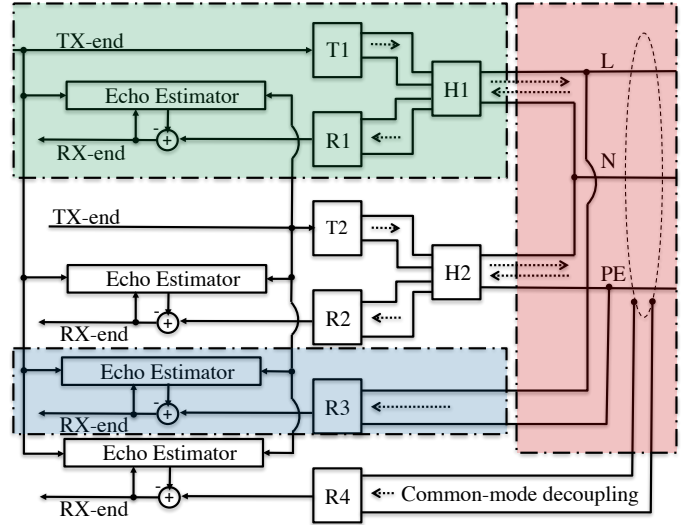 TX-end
T1
L
Echo Estimator
H1
-
+
R1
RX-end
N
TX-end
T2
Echo Estimator
H2
PE
-
+
R2
RX-end
Echo Estimator
-
+
R3
RX-end
Echo Estimator
-
+
R4
Common-mode decoupling
RX-end